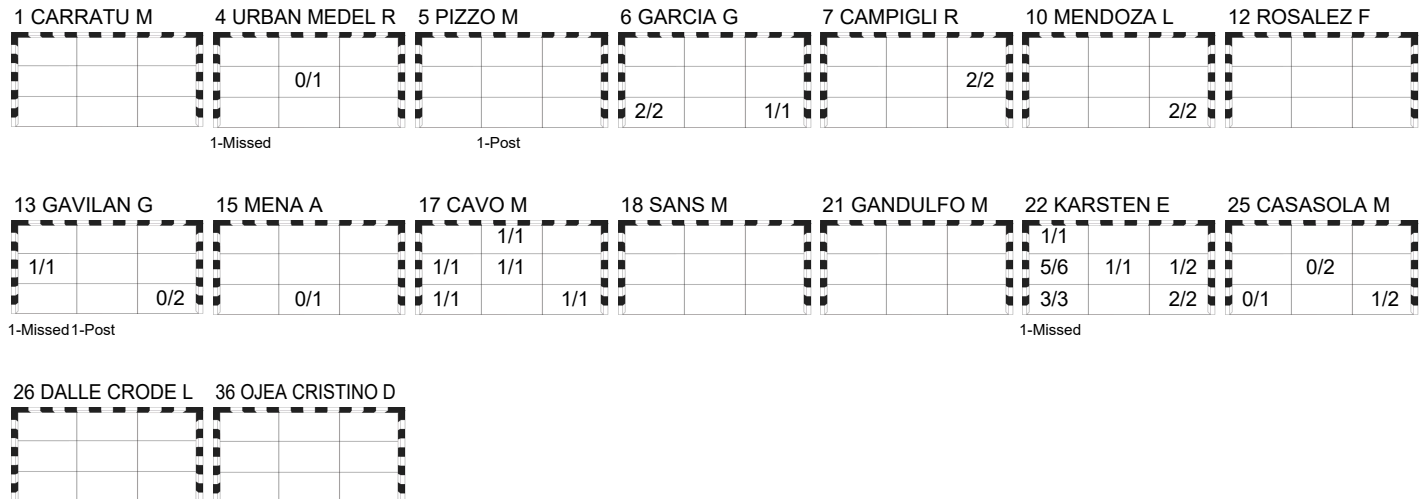 1 CARRATU M 4 URBAN MEDEL R 5 PIZZO M 6 GARCIA G 7 CAMPIGLI R 10 MENDOZA L 12 ROSALEZ F
0/1 2/2
2/2 1/1 2/2
1-Missed 1-Post
13 GAVILAN G 15 MENA A 17 CAVO M 18 SANS M 21 GANDULFO M 22 KARSTEN E 25 CASASOLA M
1/1 1/1
1/1 1/1 1/1 5/6 1/1 1/2 0/2
0/2 0/1 1/1 1/1 3/3 2/2 0/1 1/2
1-Missed 1-Post 1-Missed
26 DALLE CRODE L 36 OJEA CRISTINO D